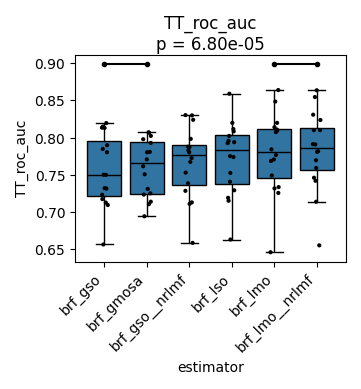 TT_roc_auc
p = 6.80e-05
TT_roc_auc
0.90
0.85
0.80
0.75
0.70
0.65
brf_gso
brf_gmosa
brf_gso__nrlmf
brf_lso
brf_lmo
brf_lmo__nrlmf
estimator